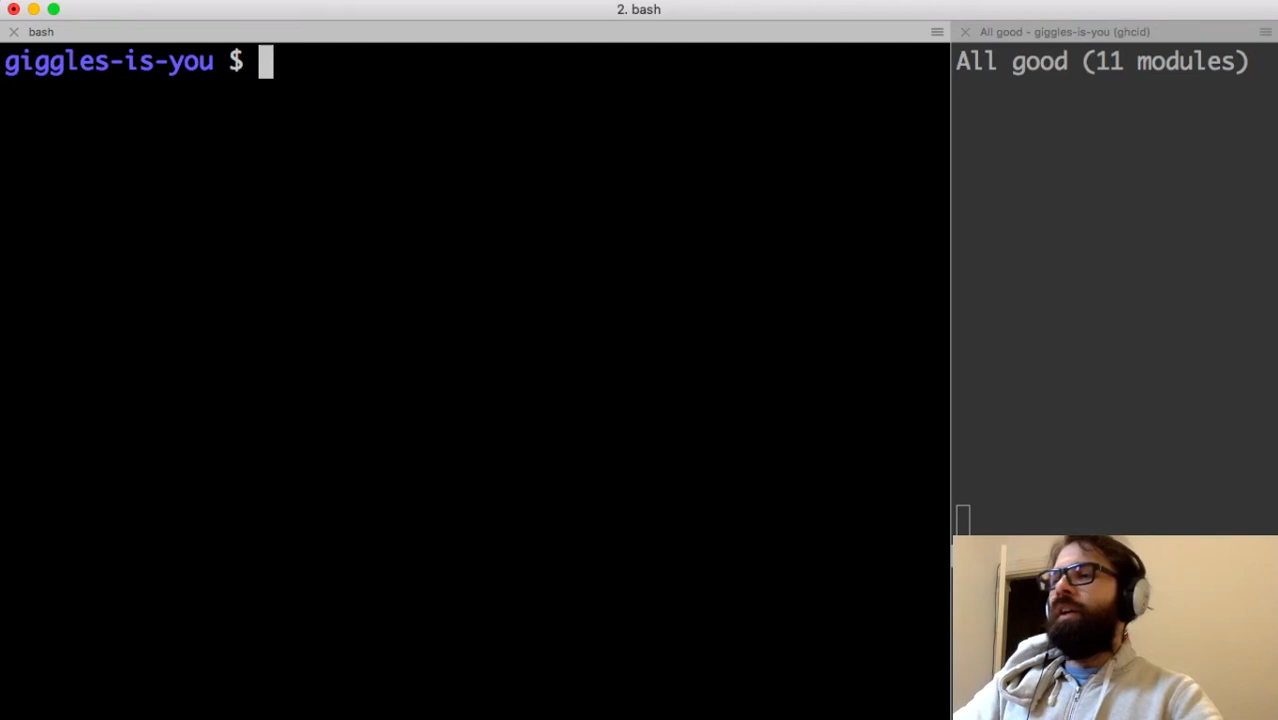 2. bash
bash
All good - giggles-is-you (ghcid)
giggles-is-you $
All good (11 modules)